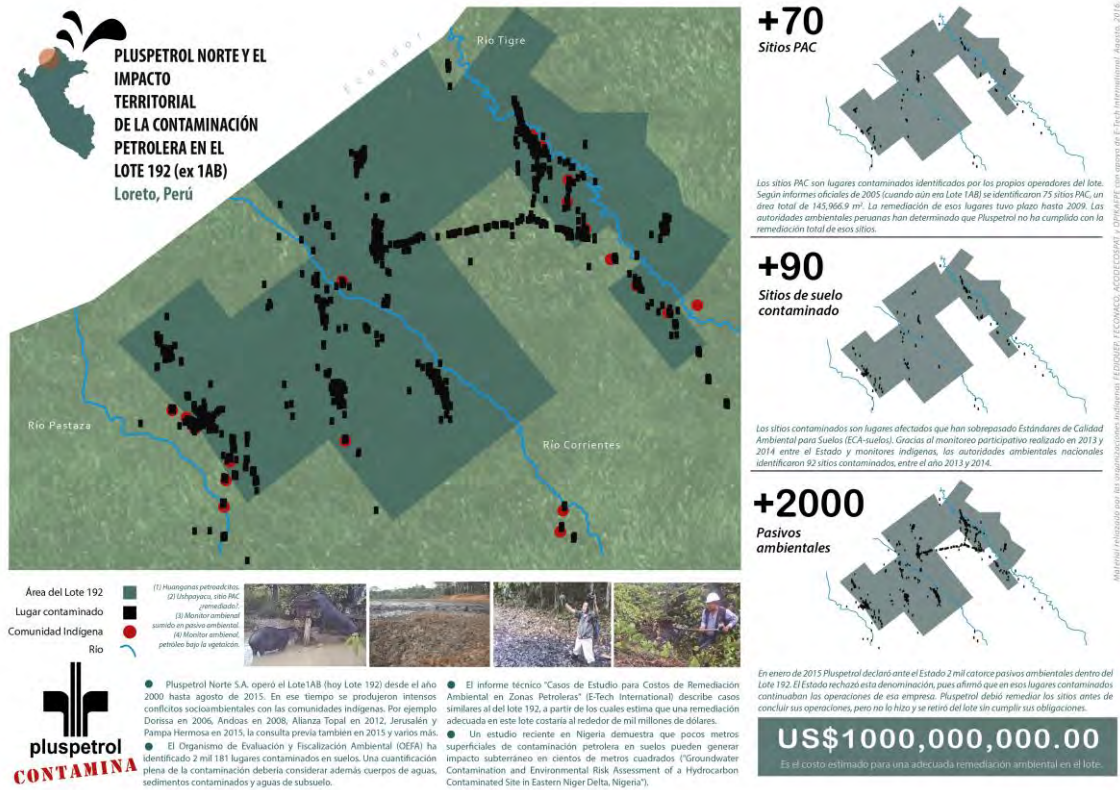 PLUSPETROL NORTE Y EL
IMPACTO
TERRITORIAL
DE LA CONTAMINACIÓN
PETROLERA EN EL
LOTE 192 (ex 1AB)
Loreto, Perú
Ecuador
Río Tigre
Río Pastaza
Río Corrientes
Área del Lote 192
Lugar contaminado
Comunidad Indígena
Río
(1) Huanganas petroadcitas.
(2) Ushpayacu, sitio PAC
¿remediado?.
(3) Monitor ambienal
sumido en pasivo ambiental.
(4) Monitor ambienal,
petróleo bajo la vgetaicón.
pluspetrol
CONTAMINA
● Pluspetrol Norte S.A. operó el Lote1AB (hoy Lote 192) desde el año
2000 hasta agosto de 2015. En ese tiempo se produjeron intensos
conflictos socioambientales con las comunidades indígenas. Por ejemplo
Dorissa en 2006, Andoas en 2008, Alianza Topal en 2012, Jerusalén y
Pampa Hermosa en 2015, la consulta previa también en 2015 y varios más.
● El Organismo de Evaluación y Fiscalización Ambiental (OEFA) ha
identificado 2 mil 181 lugares contaminados en suelos. Una cuantificación
plena de la contaminación debería considerar además cuerpos de aguas,
sedimentos contaminados y aguas de subsuelo.
● El informe técnico "Casos de Estudio para Costos de Remediación
Ambiental en Zonas Petroleras" (E-Tech International) describe casos
similares al del lote 192, a partir de los cuales estima que una remediación
adecuada en este lote costaría al rededor de mil millones de dólares.
● Un estudio reciente en Nigeria demuestra que pocos metros
superficiales de contaminación petrolera en suelos pueden generar
impacto subterráneo en cientos de metros cuadrados ("Groundwater
Contamination and Environmental Risk Assessment of a Hydrocarbon
Contaminated Site in Eastern Niger Delta, Nigeria").
+70
Sitios PAC
Los sitios PAC son lugares contaminados identificados por los propios operadores del lote.
Según informes oficiales de 2005 (cuando aún era Lote 1AB) se identificaron 75 sitios PAC, un
área total de 145,966.9 m². La remediación de esos lugares tuvo plazo hasta 2009. Las
autoridades ambientales peruanas han determinado que Pluspetrol no ha cumplido con la
remediación total de esos sitios.
+90
Sitios de suelo
contaminado
Los sitios contaminados son lugares afectados que han sobrepasado Estándares de Calidad
Ambiental para Suelos (ECA-suelos). Gracias al monitoreo participativo realizado en 2013 y
2014 entre el Estado y monitores indígenas, las autoridades ambientales nacionales
identificaron 92 sitios contaminados, entre el año 2013 y 2014.
+2000
Pasivos
ambientales
En enero de 2015 Pluspetrol declaró ante el Estado 2 mil catorce pasivos ambientales dentro del
Lote 192. El Estado rechazó esta denominación, pues afirmó que en esos lugares contaminados
continuaban las operaciones de esa empresa. Pluspetrol debió remediar los sitios antes de
concluir sus operaciones, pero no lo hizo y se retiró del lote sin cumplir sus obligaciones.
US$1000,000,000.00
Es el costo estimado para una adecuada remediación ambiental en el lote.
Material realizado por las organizaciones indígenas FEDIQUEP, FECONACO, ACODECOSPAT y OPIKAFPE con apoyo de E-Tech International. Agosto, 2016